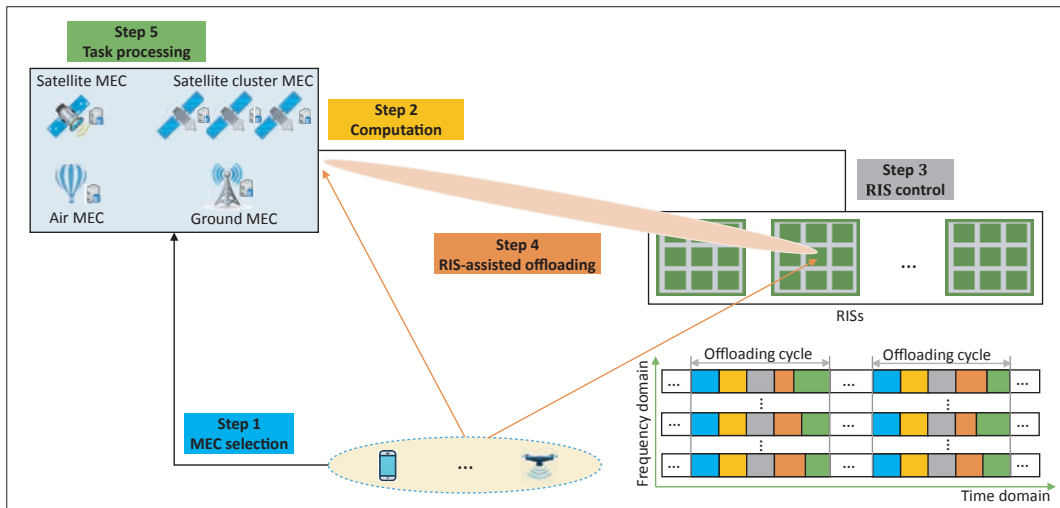 Step 5
Task processing
Satellite MEC
Satellite cluster MEC
Air MEC
Ground MEC
Step 2
Computation
Step 3
RIS control
Step 4
RIS-assisted offloading
...
RISs
Step 1
MEC selection
...
Offloading cycle
Offloading cycle
... ... ...
... ...
... ... ...
... ...
... ... ...
Frequency domain
Time domain